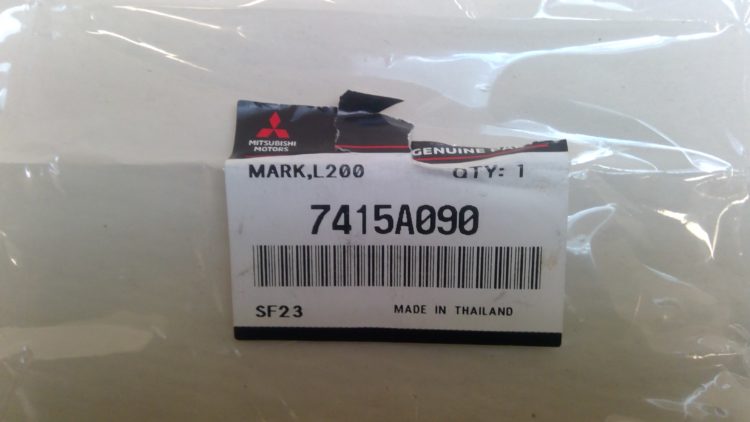 MITSUBISHI
MOTORS
GENUINE
MARK,L200
QTY: 1
7415A090
SF23
MADE IN THAILAND